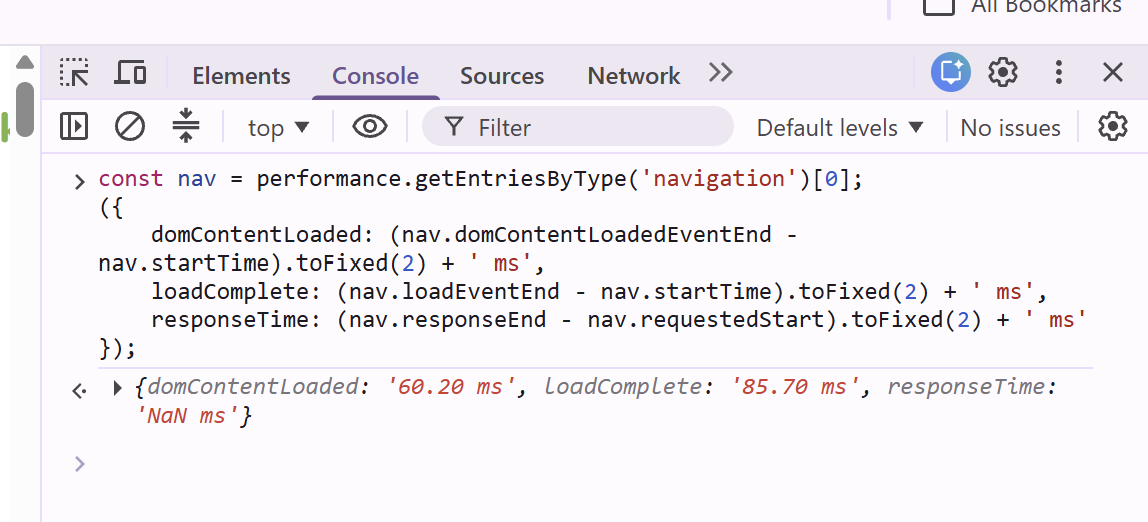 All Bookmarks
Elements Console Sources Network
top Filter Default levels No issues
const nav = performance.getEntriesByType('navigation')[0];
({
domContentLoaded: (nav.domContentLoadedEventEnd -
nav.startTime).toFixed(2) + ' ms',
loadComplete: (nav.loadEventEnd - nav.startTime).toFixed(2) + ' ms',
responseTime: (nav.responseEnd - nav.requestedStart).toFixed(2) + ' ms'
});
{domContentLoaded: '60.20 ms', loadComplete: '85.70 ms', responseTime:
'NaN ms'}